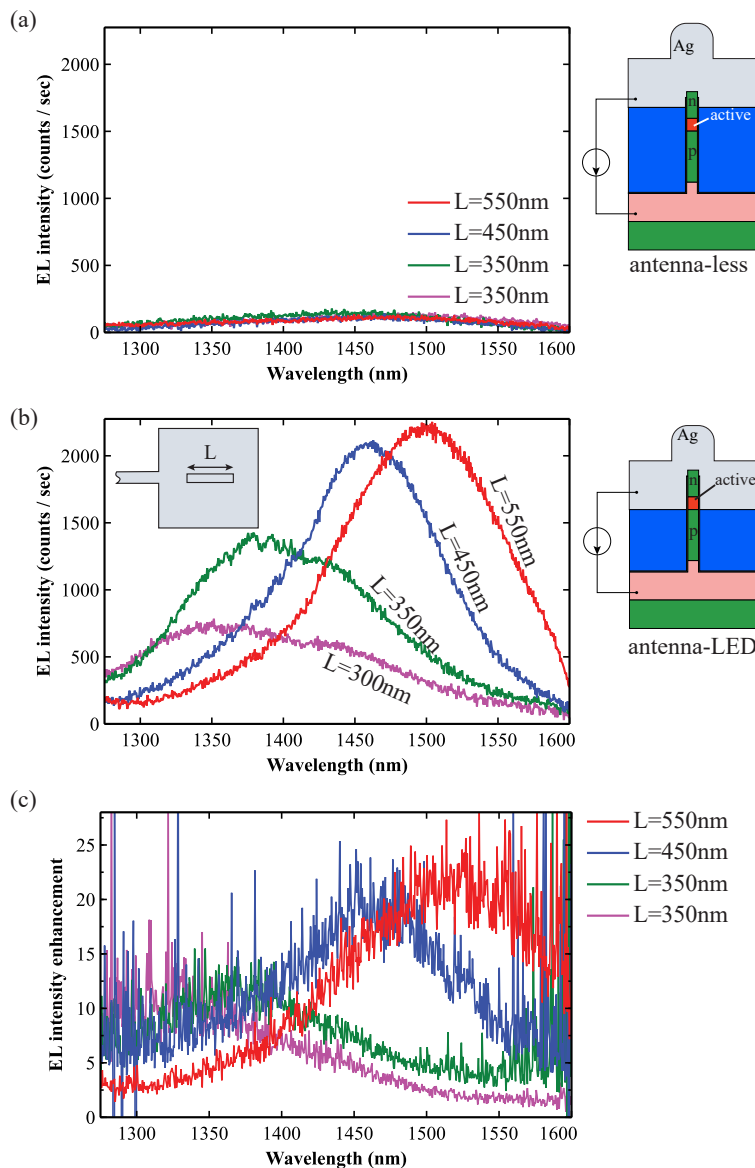 (a)
EL intensity (counts / sec)
2000
1500
1000
500
0
L=550nm
L=450nm
L=350nm
L=350nm
1300 1350 1400 1450 1500 1550 1600
Wavelength (nm)
Ag
n
active
p
antenna-less
(b)
EL intensity (counts / sec)
2000
1500
1000
500
0
L
L=550nm
L=450nm
L=350nm
L=300nm
1300 1350 1400 1450 1500 1550 1600
Wavelength (nm)
Ag
n
active
p
antenna-LED
(c)
EL intensity enhancement
25
20
15
10
5
0
1300 1350 1400 1450 1500 1550 1600
Wavelength (nm)
L=550nm
L=450nm
L=350nm
L=350nm